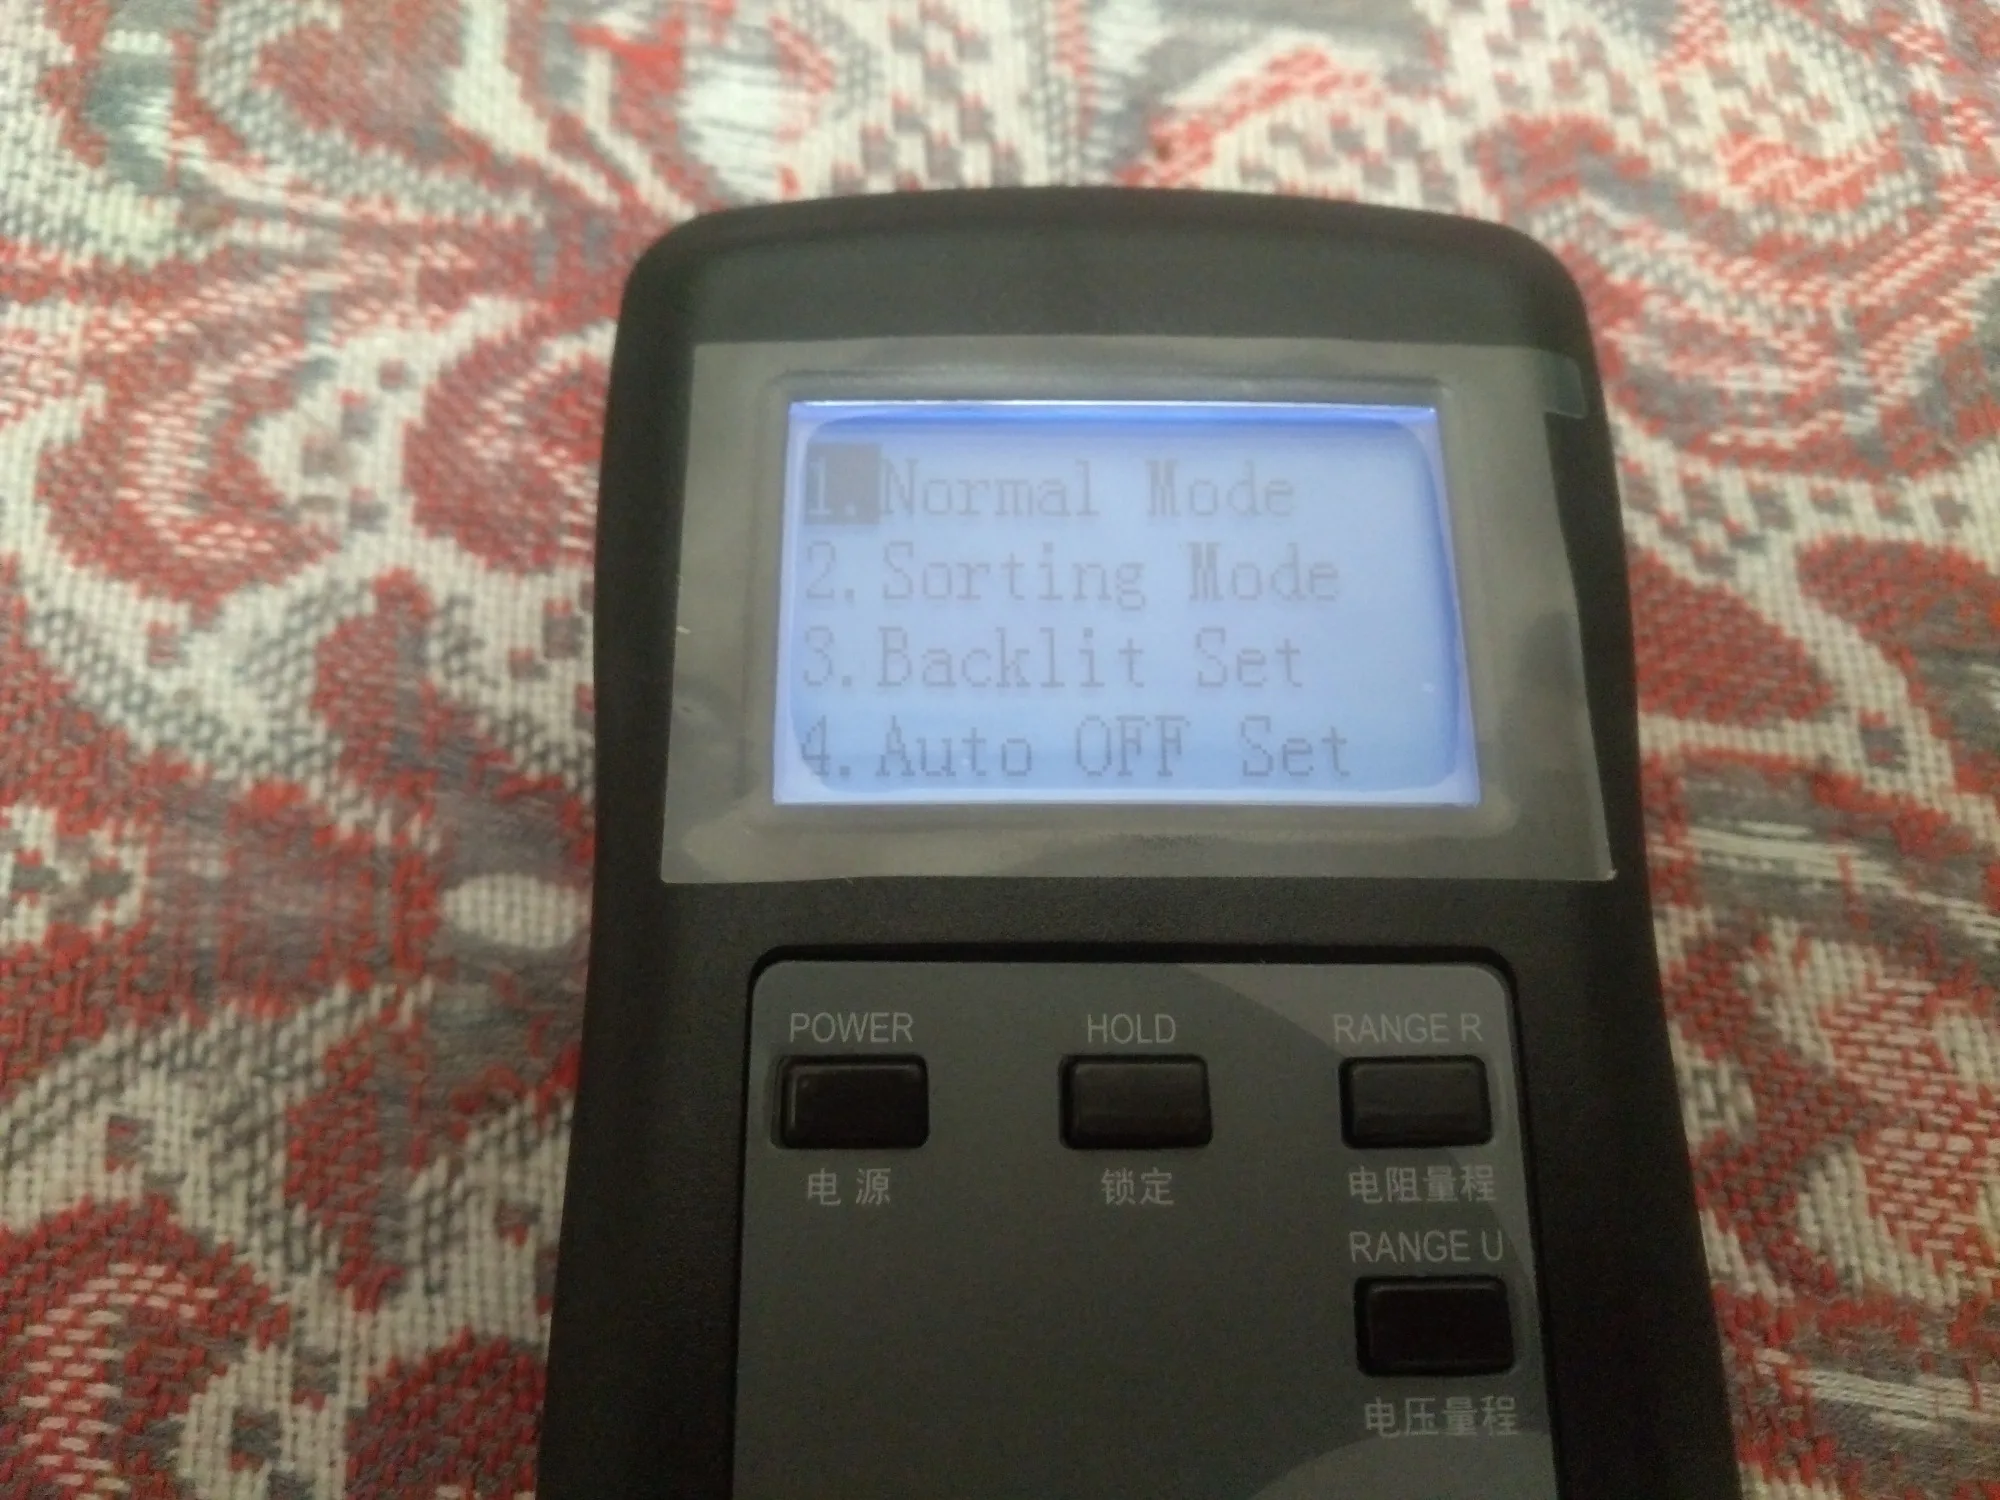 1.Normal Mode
2.Sorting Mode
3.Backlit Set
4.Auto OFF Set
POWER HOLD RANGE R
电源 锁定 电阻量程
RANGE U
电压量程